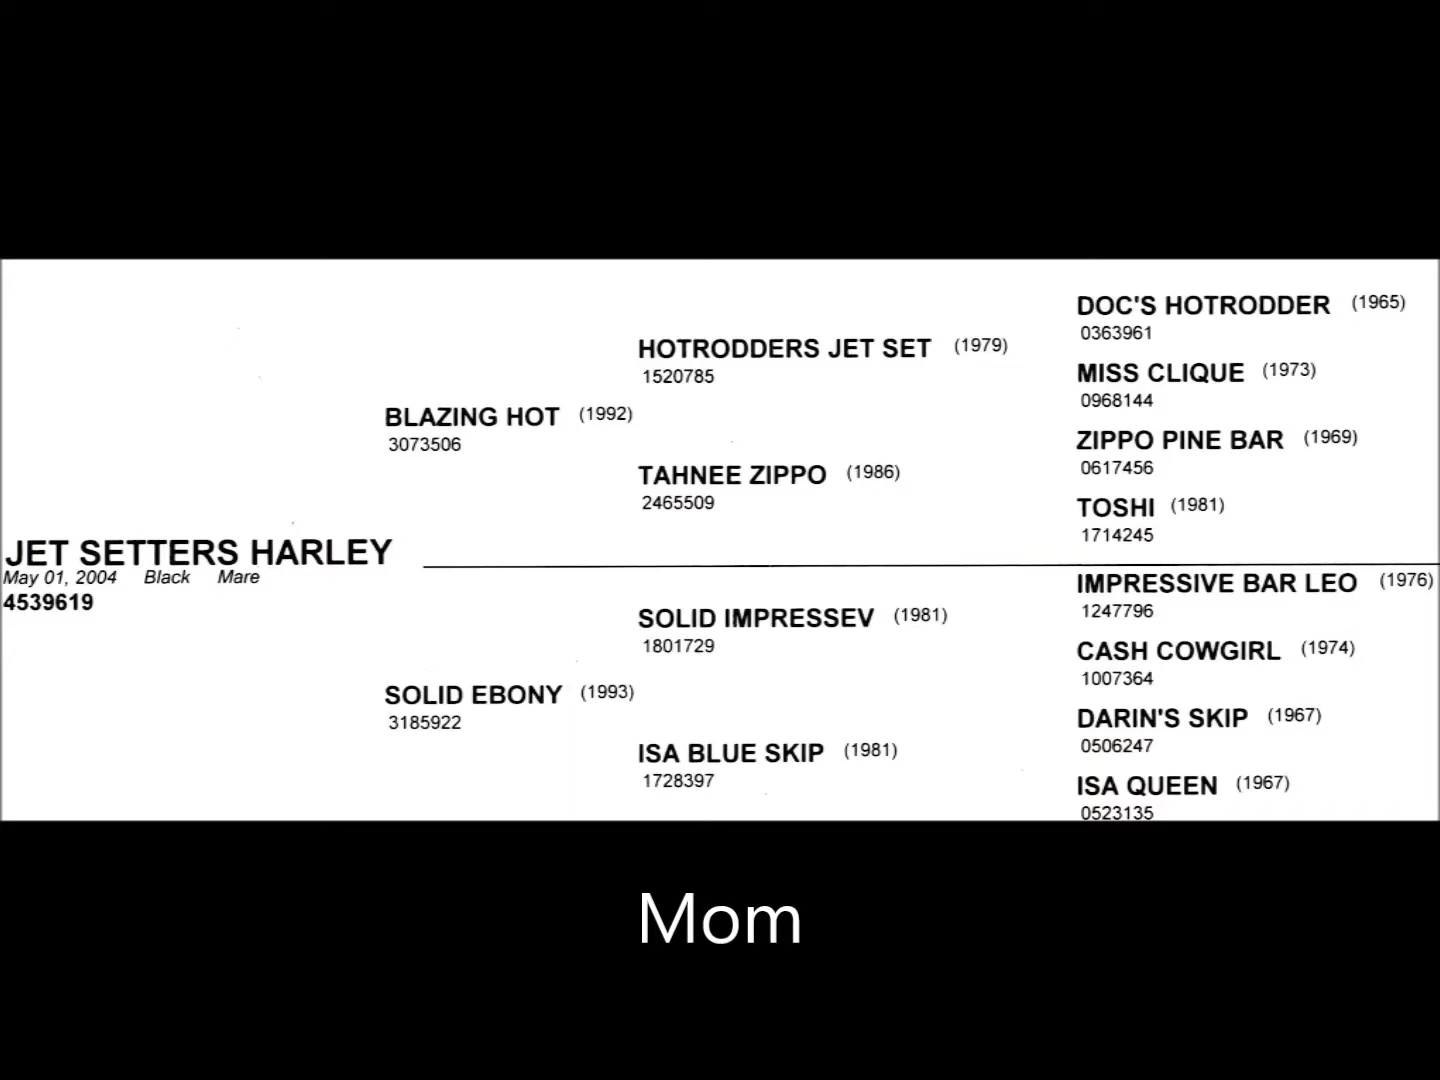 DOC'S HOTRODDER (1965)
0363961
HOTRODDERS JET SET (1979)
1520785
MISS CLIQUE (1973)
0968144
BLAZING HOT (1992)
3073506
ZIPPO PINE BAR (1969)
0617456
TAHNEE ZIPPO (1986)
2465509
TOSHI (1981)
1714245
JET SETTERS HARLEY
May 01, 2004 Black Mare
4539619
IMPRESSIVE BAR LEO (1976)
1247796
SOLID IMPRESSEV (1981)
1801729
CASH COWGIRL (1974)
1007364
SOLID EBONY (1993)
3185922
DARIN'S SKIP (1967)
0506247
ISA BLUE SKIP (1981)
1728397
ISA QUEEN (1967)
0523135
Mom